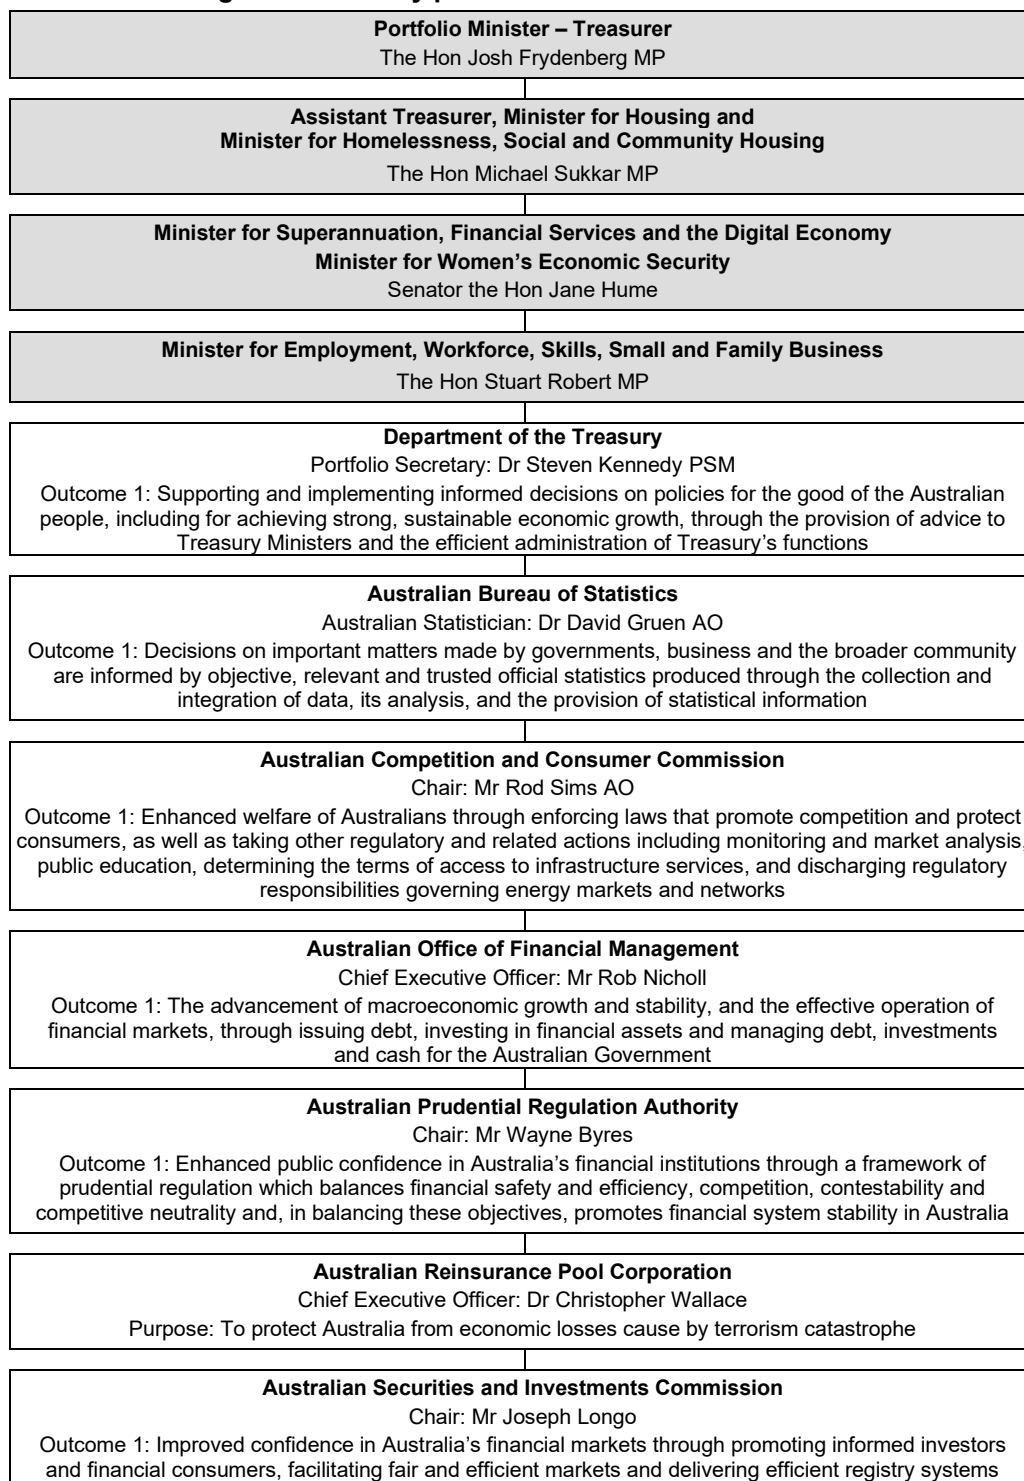 Portfolio Minister – Treasurer
The Hon Josh Frydenberg MP
Assistant Treasurer, Minister for Housing and
Minister for Homelessness, Social and Community Housing
The Hon Michael Sukkar MP
Minister for Superannuation, Financial Services and the Digital Economy
Minister for Women’s Economic Security
Senator the Hon Jane Hume
Minister for Employment, Workforce, Skills, Small and Family Business
The Hon Stuart Robert MP
Department of the Treasury
Portfolio Secretary: Dr Steven Kennedy PSM
Outcome 1: Supporting and implementing informed decisions on policies for the good of the Australian
people, including for achieving strong, sustainable economic growth, through the provision of advice to
Treasury Ministers and the efficient administration of Treasury’s functions
Australian Bureau of Statistics
Australian Statistician: Dr David Gruen AO
Outcome 1: Decisions on important matters made by governments, business and the broader community
are informed by objective, relevant and trusted official statistics produced through the collection and
integration of data, its analysis, and the provision of statistical information
Australian Competition and Consumer Commission
Chair: Mr Rod Sims AO
Outcome 1: Enhanced welfare of Australians through enforcing laws that promote competition and protect
consumers, as well as taking other regulatory and related actions including monitoring and market analysis,
public education, determining the terms of access to infrastructure services, and discharging regulatory
responsibilities governing energy markets and networks
Australian Office of Financial Management
Chief Executive Officer: Mr Rob Nicholl
Outcome 1: The advancement of macroeconomic growth and stability, and the effective operation of
financial markets, through issuing debt, investing in financial assets and managing debt, investments
and cash for the Australian Government
Australian Prudential Regulation Authority
Chair: Mr Wayne Byres
Outcome 1: Enhanced public confidence in Australia’s financial institutions through a framework of
prudential regulation which balances financial safety and efficiency, competition, contestability and
competitive neutrality and, in balancing these objectives, promotes financial system stability in Australia
Australian Reinsurance Pool Corporation
Chief Executive Officer: Dr Christopher Wallace
Purpose: To protect Australia from economic losses cause by terrorism catastrophe
Australian Securities and Investments Commission
Chair: Mr Joseph Longo
Outcome 1: Improved confidence in Australia’s financial markets through promoting informed investors
and financial consumers, facilitating fair and efficient markets and delivering efficient registry systems